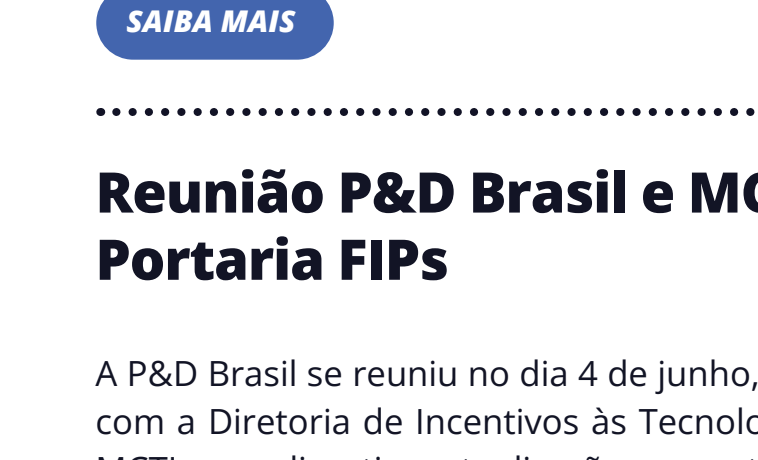 SAIBA MAIS
Reunião P&D Brasil e
Portaria FIPs
A P&D Brasil se reuniu no dia 4 de junho,
com a Diretoria de Incentivos às